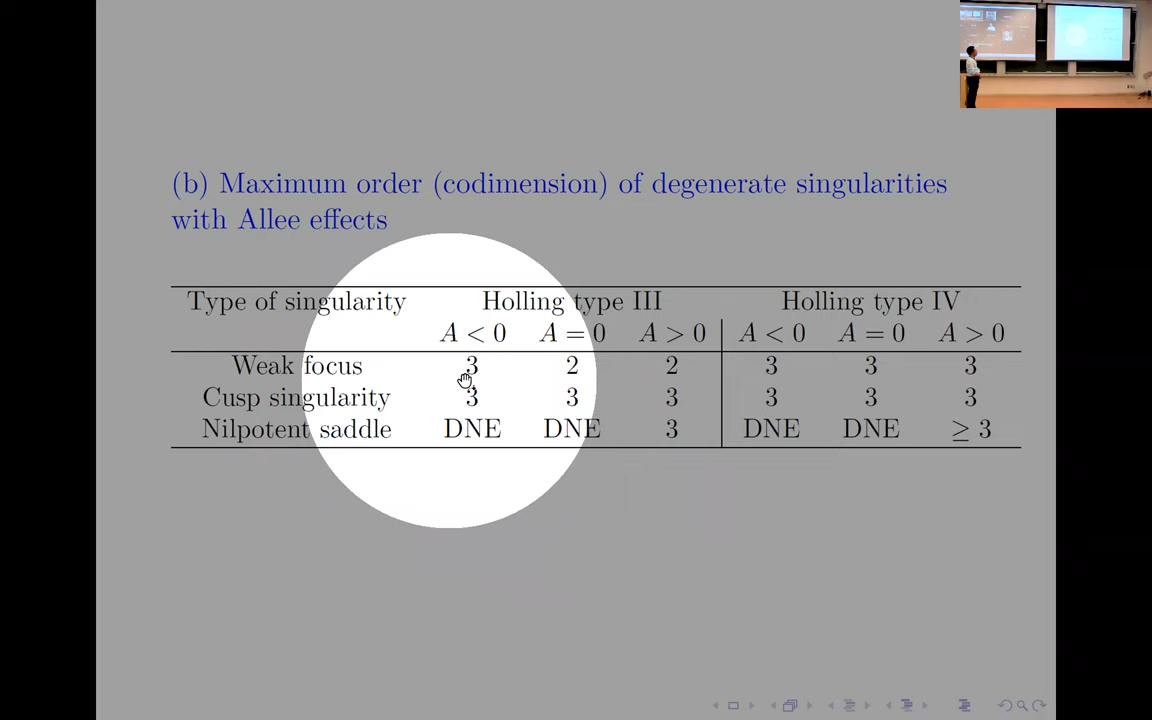 (b) Maximum order (codimension) of degenerate singularities
with Allee effects
Type of singularity Holling type III Holling type IV
A < 0 A = 0 A > 0 A < 0 A = 0 A > 0
Weak focus 3 2 2 3 3 3
Cusp singularity 3 3 3 3 3 3
Nilpotent saddle DNE DNE 3 DNE DNE ≥ 3